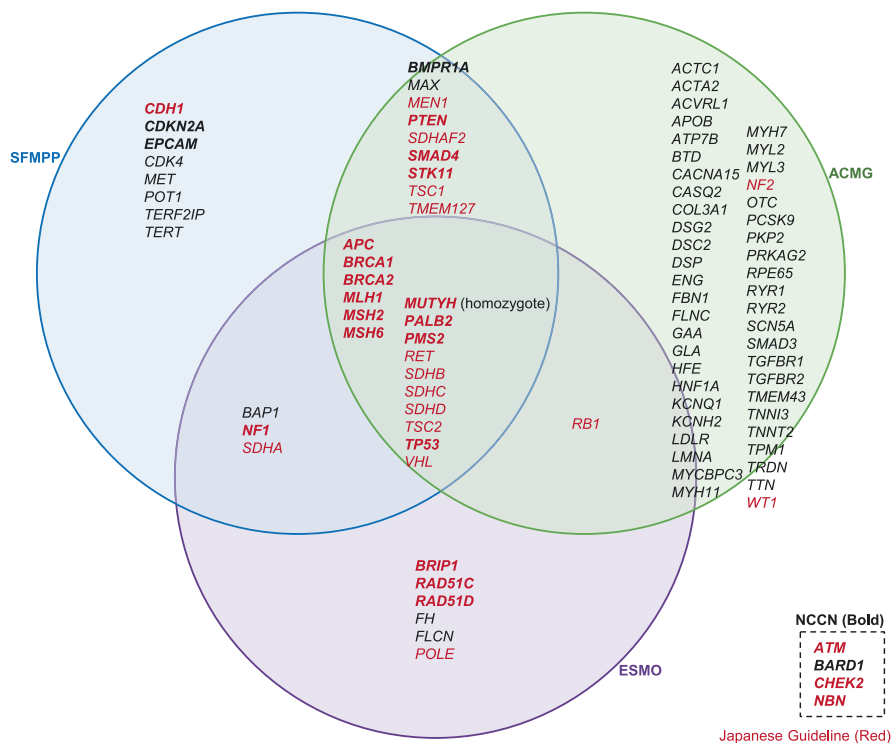 SFMPP
CDH1
CDKN2A
EPCAM
CDK4
MET
POT1
TERF2IP
TERT
BMPR1A
MAX
MEN1
PTEN
SDHAF2
SMAD4
STK11
TSC1
TMEM127
ACMG
ACTC1
ACTA2
ACVRL1
APOB
ATP7B
BTD
CACNA15
CASQ2
COL3A1
DSG2
DSC2
DSP
ENG
FBN1
FLNC
GAA
GLA
HFE
HNF1A
KCNQ1
KCNH2
LDLR
LMNA
MYCBPC3
MYH11
MYH7
MYL2
MYL3
NF2
OTC
PCSK9
PKP2
PRKAG2
RPE65
RYR1
RYR2
SCN5A
SMAD3
TGFBR1
TGFBR2
TMEM43
TNNI3
TNNT2
TPM1
TRDN
TTN
WT1
APC
BRCA1
BRCA2
MLH1
MSH2
MSH6
MUTYH (homozygote)
PALB2
PMS2
RET
SDHB
SDHC
SDHD
TSC2
TP53
VHL
BAP1
NF1
SDHA
RB1
BRIP1
RAD51C
RAD51D
FH
FLCN
POLE
ESMO
NCCN (Bold)
ATM
BARD1
CHEK2
NBN
Japanese Guideline (Red)